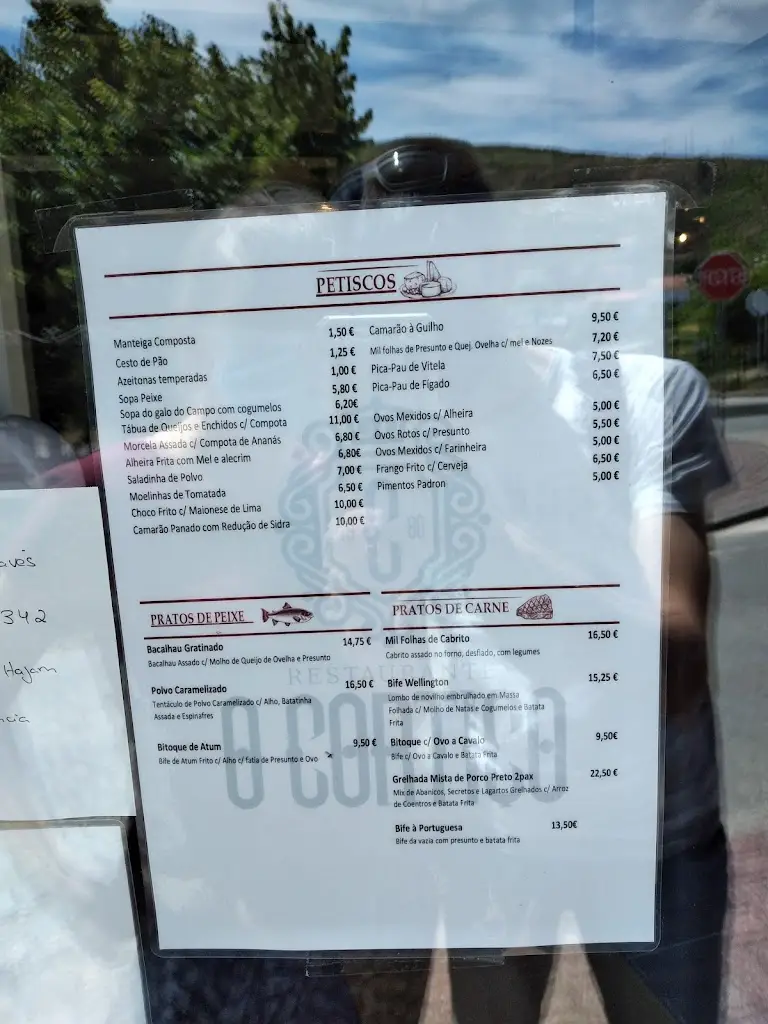 PETISCOS
Manteiga Composta 1,50 €
Cesto de Pão 1,25 €
Azeitonas temperadas 1,00 €
Sopa Peixe 5,80 €
Sopa do galo do Campo com cogumelos 6,20€
Tábua de Queijos e Enchidos c/ Compota 11,00 €
Morcela Assada c/ Compota de Ananás 6,80 €
Alheira Frita com Mel e alecrim 6,80€
Saladinha de Polvo 7,00 €
Moelinhas de Tomatada 6,50 €
Choco Frito c/ Maionese de Lima 10,00 €
Camarão Panado com Redução de Sidra 10,00 €
Camarão à Guilho 9,50 €
Mil folhas de Presunto e Quej. Ovelha c/ mel e Nozes 7,20 €
Pica-Pau de Vitela 7,50 €
Pica-Pau de Figado 6,50 €
Ovos Mexidos c/ Alheira 5,00 €
Ovos Rotos c/ Presunto 5,50 €
Ovos Mexidos c/ Farinheira 5,00 €
Frango Frito c/ Cerveja 6,50 €
Pimentos Padron 5,00 €
PRATOS DE PEIXE
Bacalhau Gratinado 14,75 €
Bacalhau Assado c/ Molho de Queijo de Ovelha e Presunto
Polvo Caramelizado 16,50 €
Tentáculo de Polvo Caramelizado c/ Alho, Batatinha
Assada e Espinafres
Bitoque de Atum 9,50 €
Bife de Atum Frito c/ Alho c/ fatia de Presunto e Ovo
PRATOS DE CARNE
Mil Folhas de Cabrito 16,50 €
Cabrito assado no forno, desfiado, com legumes
Bife Wellington 15,25 €
Lombo de novilho embrulhado em Massa
Folhada c/ Molho de Natas e Cogumelos e Batata
Frita
Bitoque c/ Ovo a Cavalo 9,50€
Bife c/ Ovo a Cavalo e Batata Frita
Grelhada Mista de Porco Preto 2pax 22,50 €
Mix de Abanicos, Secretos e Lagartos Grelhados c/ Arroz
de Coentros e Batata Frita
Bife à Portuguesa 13,50€
Bife da vazia com presunto e batata frita
RESTAURANTE
342
Hajam